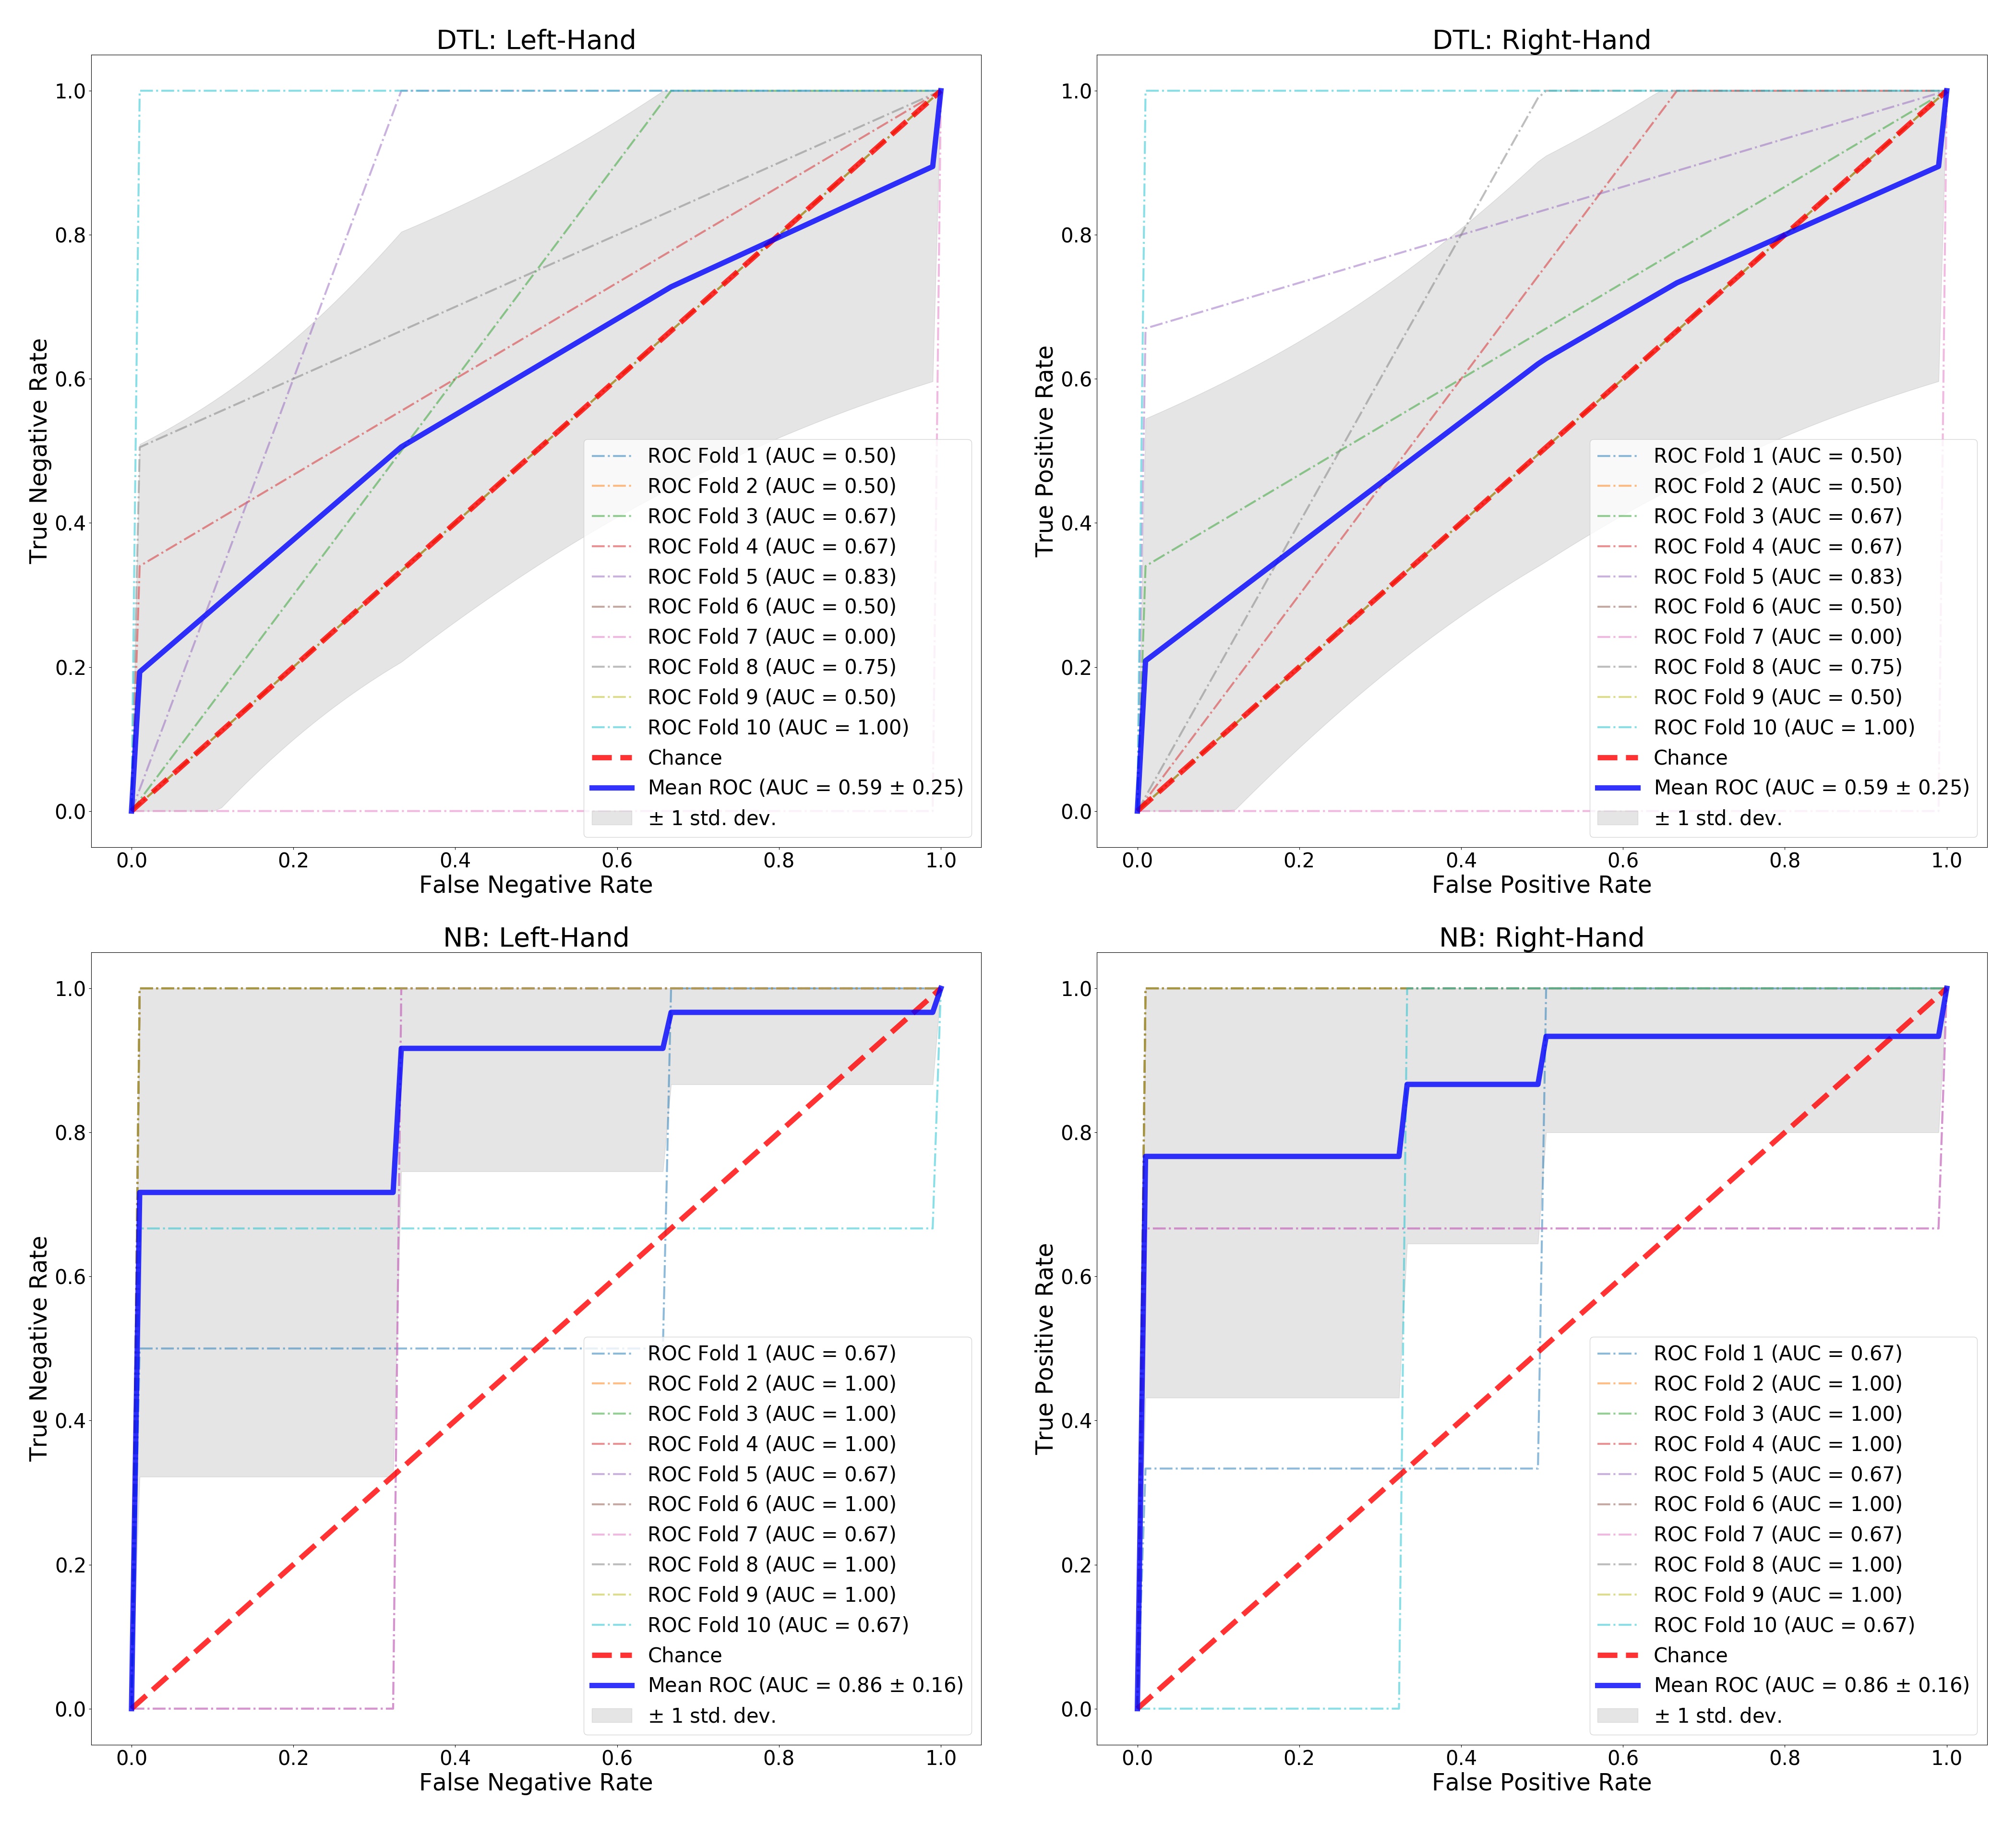 DTL: Left-Hand
True Negative Rate
1.0
0.8
0.6
0.4
0.2
0.0
ROC Fold 1 (AUC = 0.50)
ROC Fold 2 (AUC = 0.50)
ROC Fold 3 (AUC = 0.67)
ROC Fold 4 (AUC = 0.67)
ROC Fold 5 (AUC = 0.83)
ROC Fold 6 (AUC = 0.50)
ROC Fold 7 (AUC = 0.00)
ROC Fold 8 (AUC = 0.75)
ROC Fold 9 (AUC = 0.50)
ROC Fold 10 (AUC = 1.00)
Chance
Mean ROC (AUC = 0.59 ± 0.25)
± 1 std. dev.
0.0 0.2 0.4 0.6 0.8 1.0
False Negative Rate
DTL: Right-Hand
True Positive Rate
1.0
0.8
0.6
0.4
0.2
0.0
ROC Fold 1 (AUC = 0.50)
ROC Fold 2 (AUC = 0.50)
ROC Fold 3 (AUC = 0.67)
ROC Fold 4 (AUC = 0.67)
ROC Fold 5 (AUC = 0.83)
ROC Fold 6 (AUC = 0.50)
ROC Fold 7 (AUC = 0.00)
ROC Fold 8 (AUC = 0.75)
ROC Fold 9 (AUC = 0.50)
ROC Fold 10 (AUC = 1.00)
Chance
Mean ROC (AUC = 0.59 ± 0.25)
± 1 std. dev.
0.0 0.2 0.4 0.6 0.8 1.0
False Positive Rate
NB: Left-Hand
True Negative Rate
1.0
0.8
0.6
0.4
0.2
0.0
ROC Fold 1 (AUC = 0.67)
ROC Fold 2 (AUC = 1.00)
ROC Fold 3 (AUC = 1.00)
ROC Fold 4 (AUC = 1.00)
ROC Fold 5 (AUC = 0.67)
ROC Fold 6 (AUC = 1.00)
ROC Fold 7 (AUC = 0.67)
ROC Fold 8 (AUC = 1.00)
ROC Fold 9 (AUC = 1.00)
ROC Fold 10 (AUC = 0.67)
Chance
Mean ROC (AUC = 0.86 ± 0.16)
± 1 std. dev.
0.0 0.2 0.4 0.6 0.8 1.0
False Negative Rate
NB: Right-Hand
True Positive Rate
1.0
0.8
0.6
0.4
0.2
0.0
ROC Fold 1 (AUC = 0.67)
ROC Fold 2 (AUC = 1.00)
ROC Fold 3 (AUC = 1.00)
ROC Fold 4 (AUC = 1.00)
ROC Fold 5 (AUC = 0.67)
ROC Fold 6 (AUC = 1.00)
ROC Fold 7 (AUC = 0.67)
ROC Fold 8 (AUC = 1.00)
ROC Fold 9 (AUC = 1.00)
ROC Fold 10 (AUC = 0.67)
Chance
Mean ROC (AUC = 0.86 ± 0.16)
± 1 std. dev.
0.0 0.2 0.4 0.6 0.8 1.0
False Positive Rate